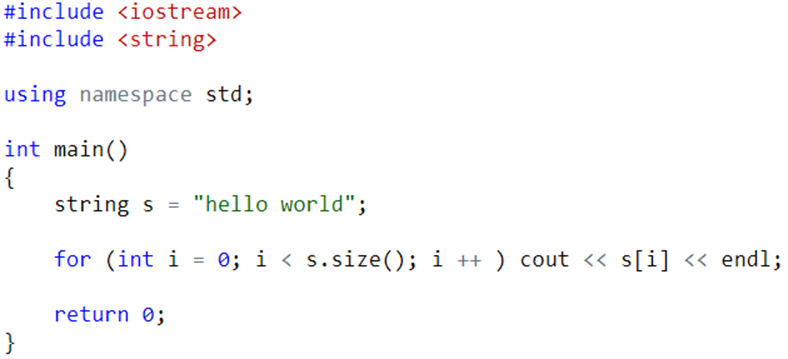 #include <iostream>
#include <string>
using namespace std;
int main()
{
string s = "hello world";
for (int i = 0; i < s.size(); i ++ ) cout << s[i] << endl;
return 0;
}